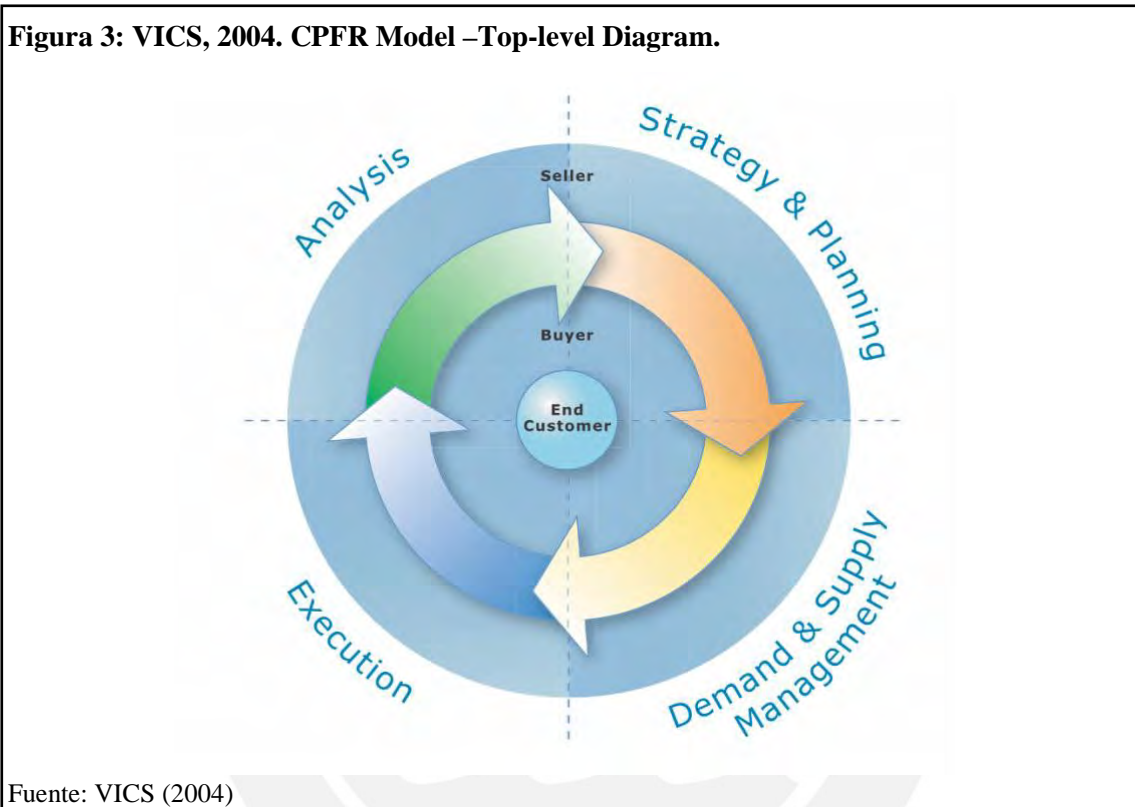 Figura 3: VICS, 2004. CPFR Model –Top-level Diagram.
Analysis
Strategy & Planning
Seller
Buyer
End
Customer
Execution
Demand & Supply
Management
Fuente: VICS (2004)